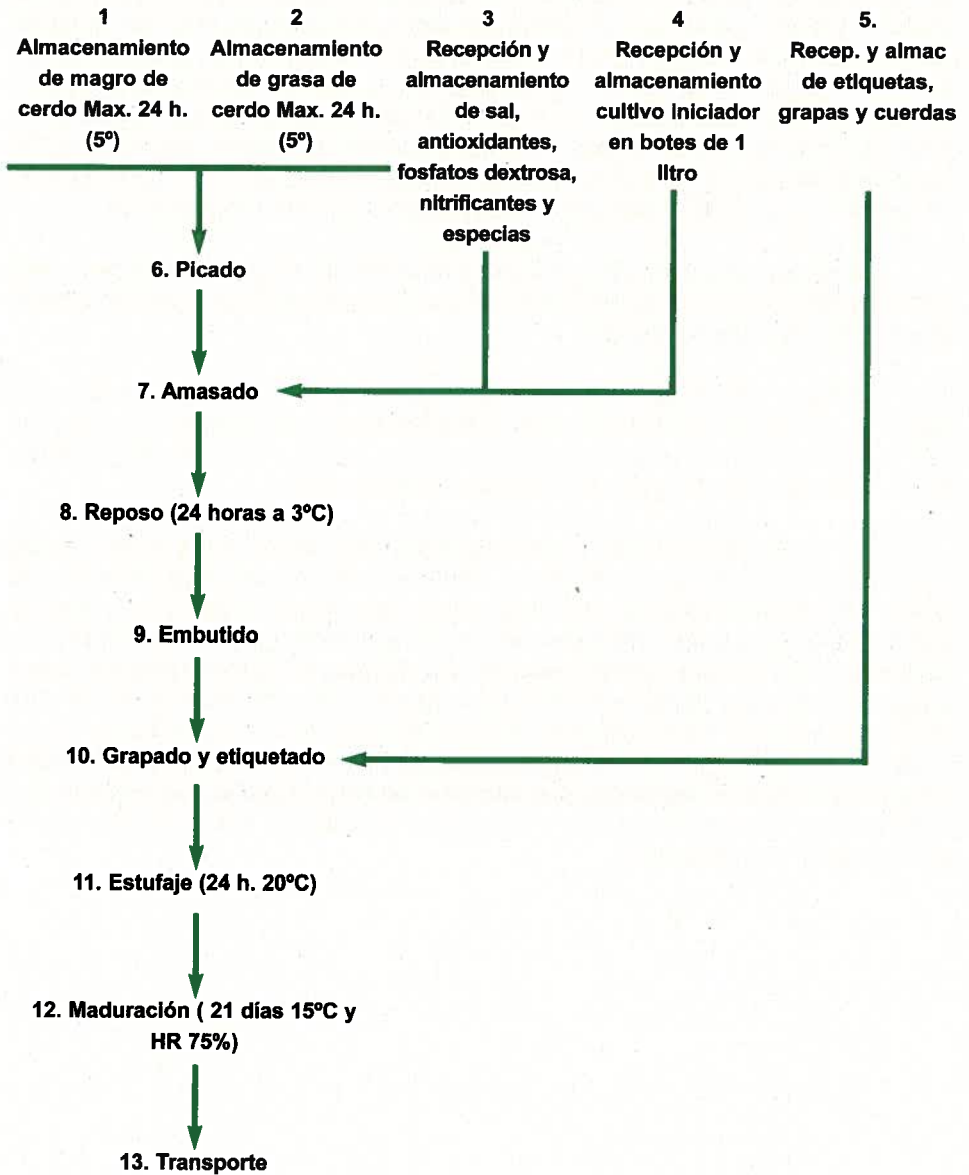 1
Almacenamiento
de magro de
cerdo Max. 24 h.
(5º)
2
Almacenamiento
de grasa de
cerdo Max. 24 h.
(5º)
3
Recepción y
almacenamiento
de sal,
antioxidantes,
fosfatos dextrosa,
nitrificantes y
especias
4
Recepción y
almacenamiento
cultivo iniciador
en botes de 1
litro
5.
Recep. y almac
de etiquetas,
grapas y cuerdas
6. Picado
7. Amasado
8. Reposo (24 horas a 3ºC)
9. Embutido
10. Grapado y etiquetado
11. Estufaje (24 h. 20ºC)
12. Maduración ( 21 días 15ºC y
HR 75%)
13. Transporte